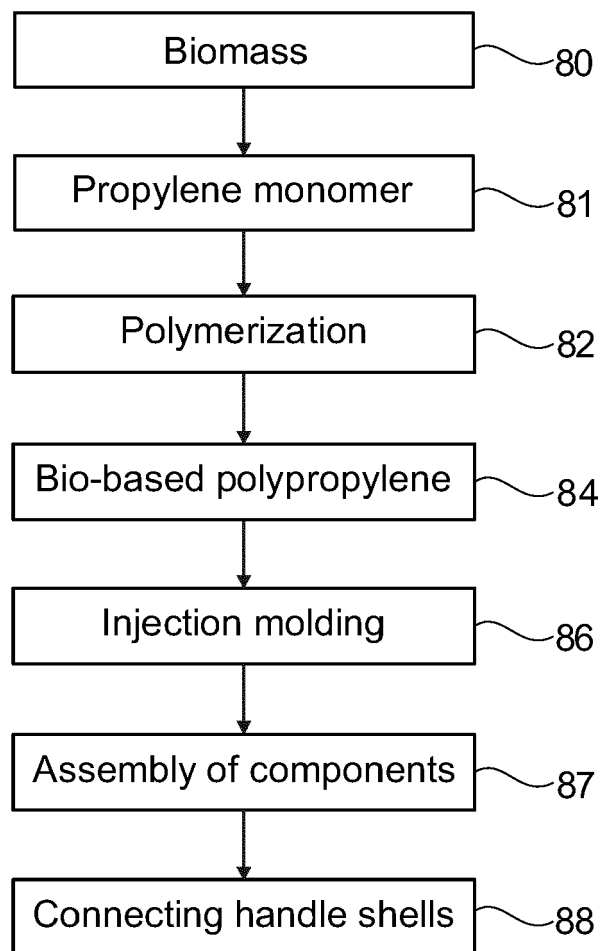 Biomass 80
Propylene monomer 81
Polymerization 82
Bio-based polypropylene 84
Injection molding 86
Assembly of components 87
Connecting handle shells 88